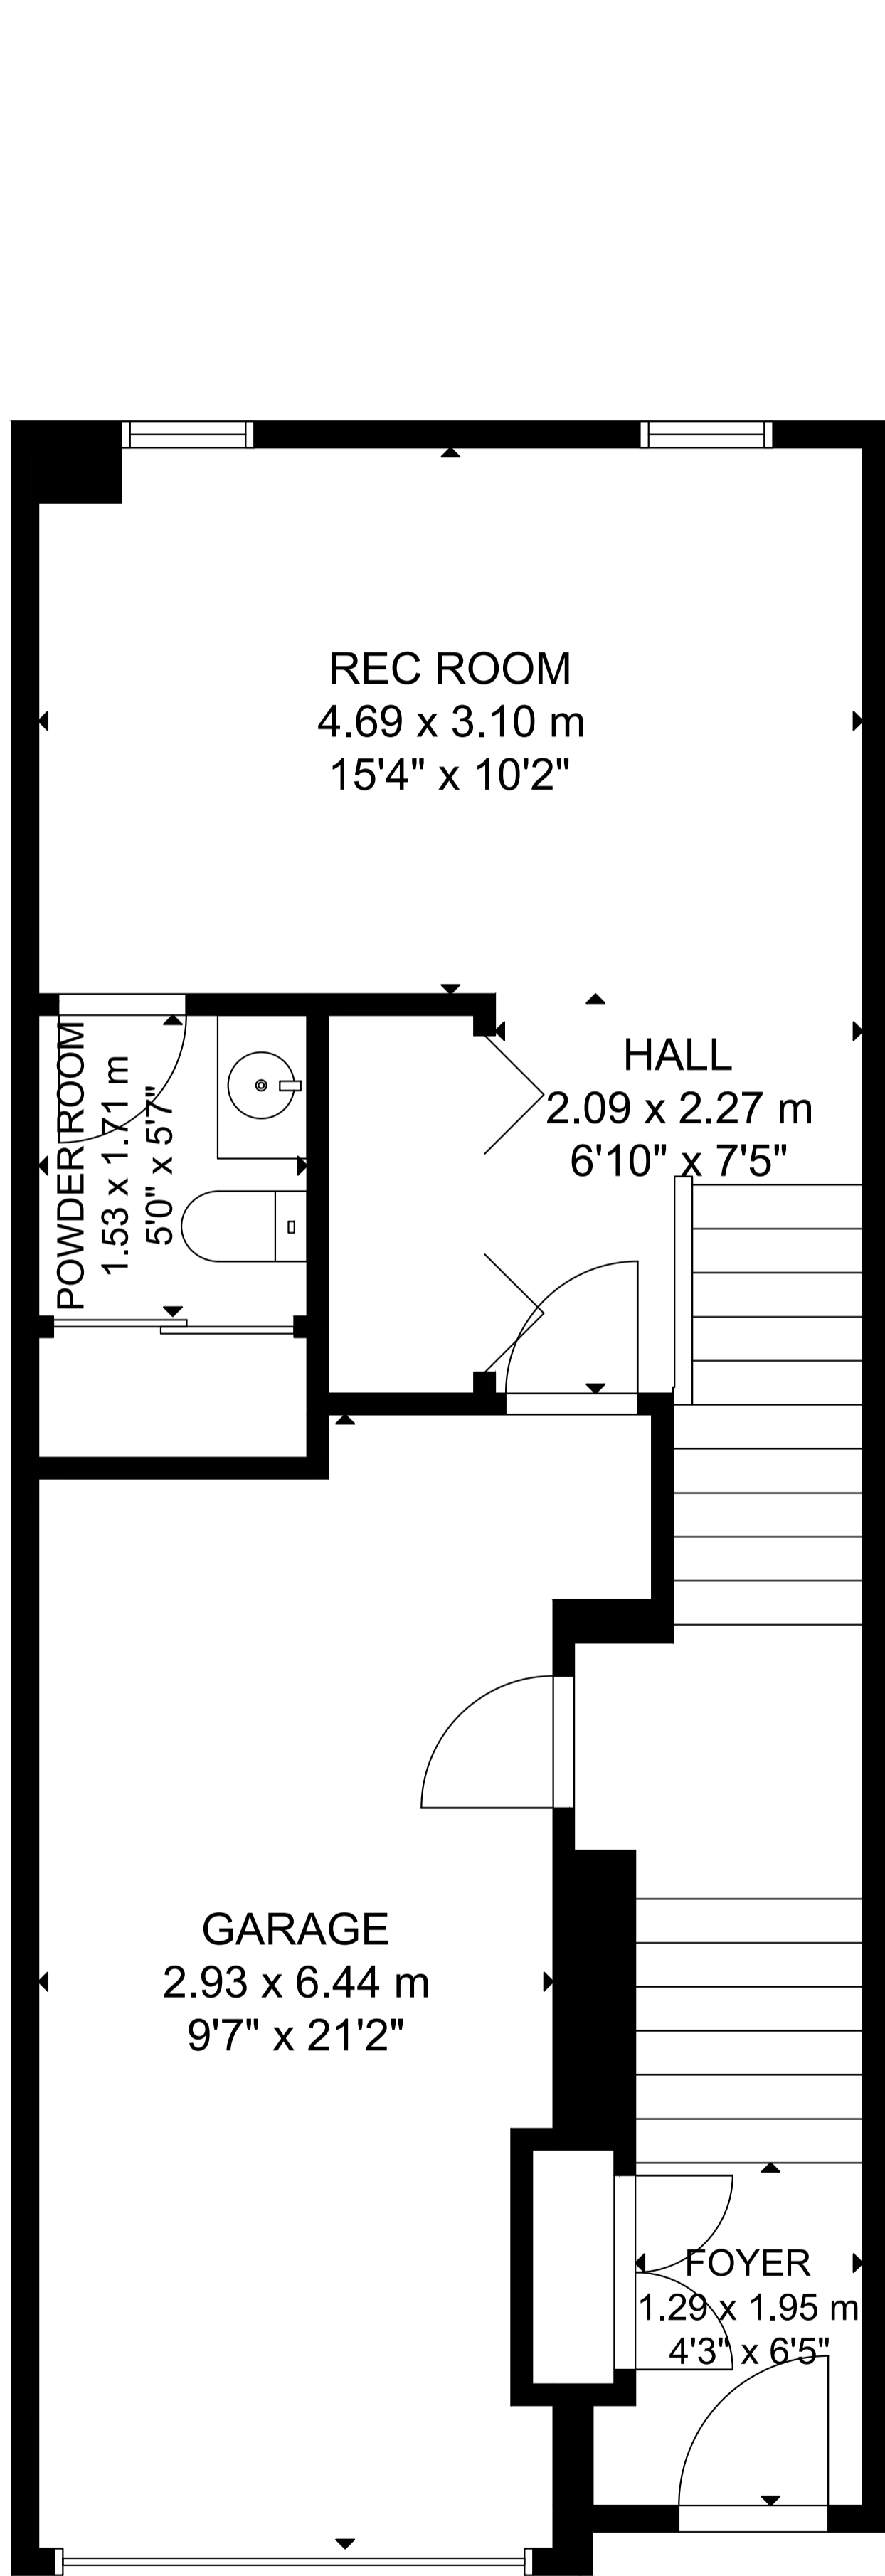 REC ROOM
4.69 x 3.10 m
15'4" x 10'2"
HALL
2.09 x 2.27 m
6'10" x 7'5"
POWDER ROOM
1.53 x 1.71 m
5'0" x 5'7"
GARAGE
2.93 x 6.44 m
9'7" x 21'2"
FOYER
1.29 x 1.95 m
4'3" x 6'5"